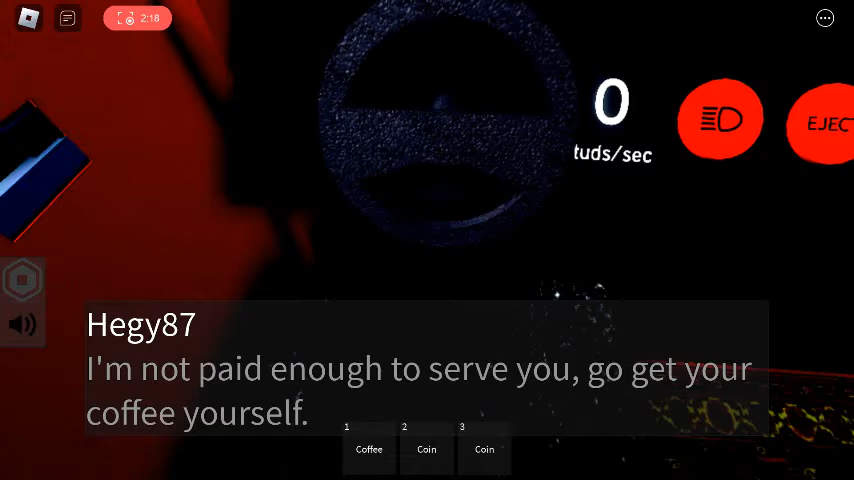 2:18
0
tuds/sec
EJECT
Hegy87
I'm not paid enough to serve you, go get your
coffee yourself.
1
2
3
Coffee
Coin
Coin